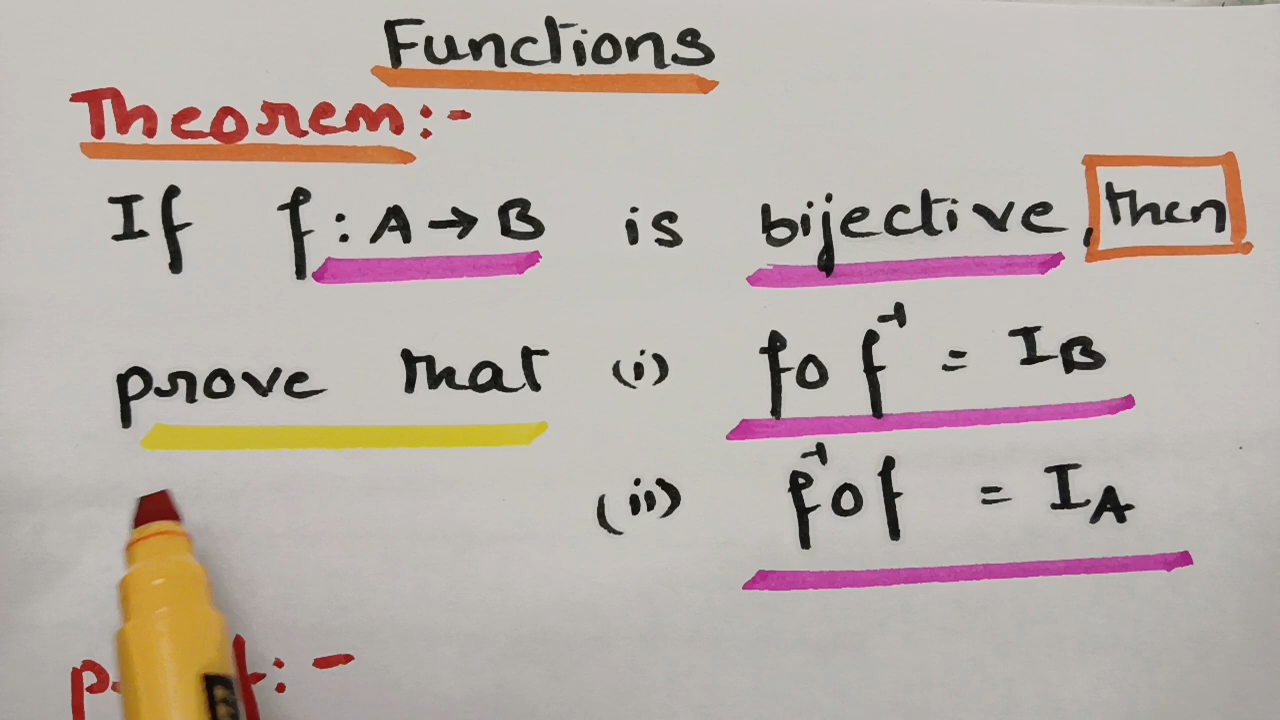 Functions
Theorem:-
If f: A→B is bijective, then
prove that (i) fof⁻¹ = I_B
(ii) f⁻¹of = I_A